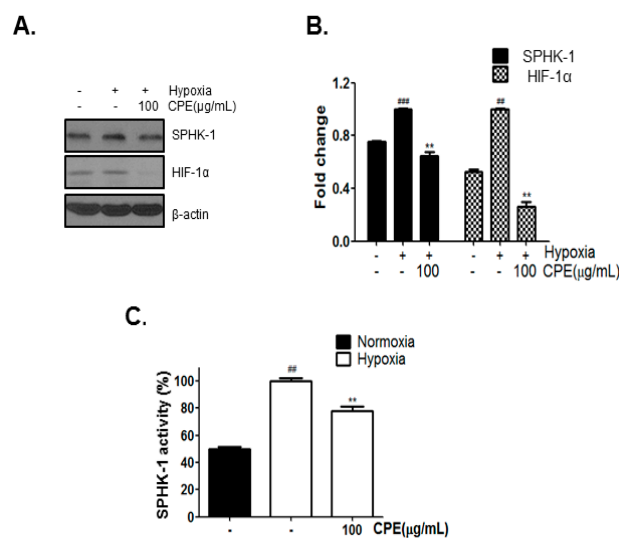 A.
- + + Hypoxia
- - 100 CPE(μg/mL)
SPHK-1
HIF-1α
β-actin
B.
SPHK-1
HIF-1α
Fold change
1.2
0.8
0.4
0.0
###
**
##
**
- + + - + + Hypoxia
- - 100 - - 100 CPE(μg/mL)
C.
Normoxia
Hypoxia
SPHK-1 activity (%)
100
80
60
40
20
0
##
**
- - 100 CPE(μg/mL)